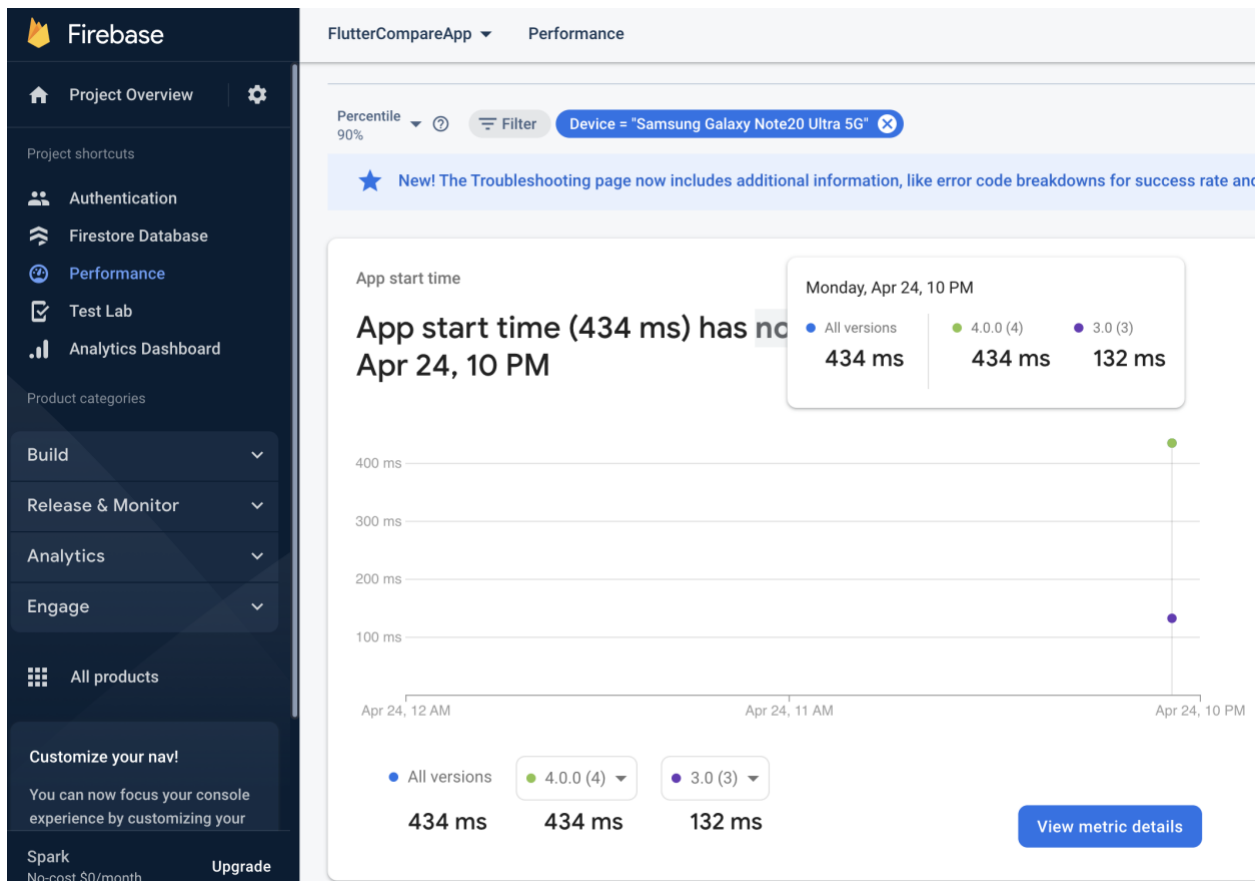 Firebase
Project Overview
Project shortcuts
Authentication
Firestore Database
Performance
Test Lab
Analytics Dashboard
Product categories
Build
Release & Monitor
Analytics
Engage
All products
Customize your nav!
You can now focus your console
experience by customizing your
Spark
No-cost $0/month
Upgrade
FlutterCompareApp
Performance
Percentile
90%
Filter
Device = "Samsung Galaxy Note20 Ultra 5G"
New! The Troubleshooting page now includes additional information, like error code breakdowns for success rate and
App start time
App start time (434 ms) has no
Apr 24, 10 PM
Monday, Apr 24, 10 PM
All versions 4.0.0 (4) 3.0 (3)
434 ms 434 ms 132 ms
400 ms
300 ms
200 ms
100 ms
Apr 24, 12 AM Apr 24, 11 AM Apr 24, 10 PM
All versions 4.0.0 (4) 3.0 (3)
434 ms 434 ms 132 ms
View metric details